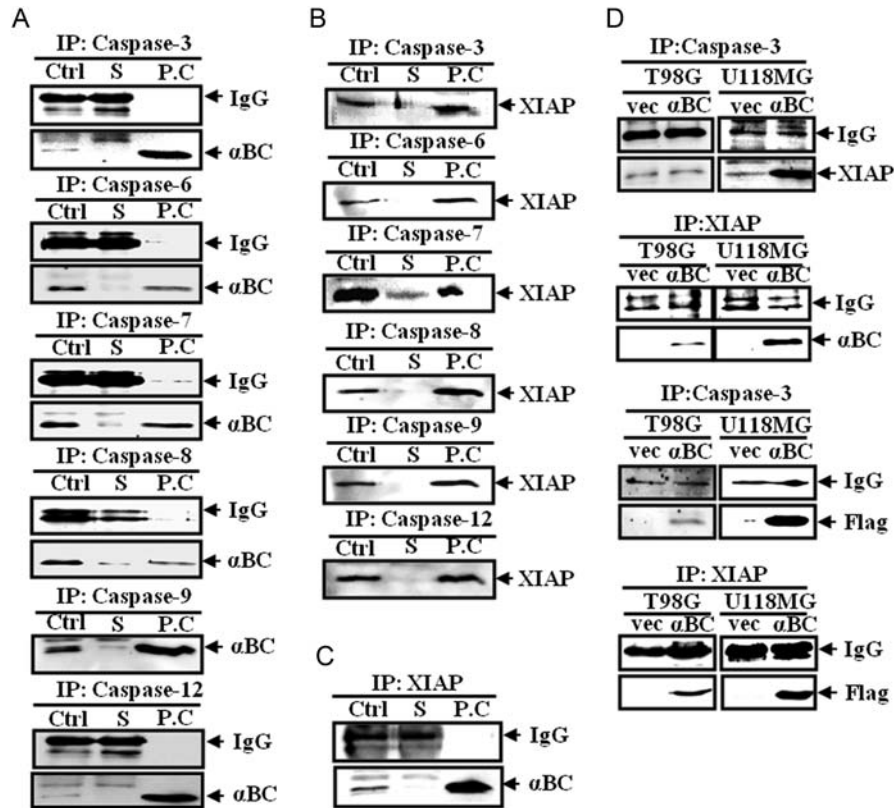 A
IP: Caspase-3
Ctrl S P.C
IgG
αBC
IP: Caspase-6
Ctrl S P.C
IgG
αBC
IP: Caspase-7
Ctrl S P.C
IgG
αBC
IP: Caspase-8
Ctrl S P.C
IgG
αBC
IP: Caspase-9
Ctrl S P.C
αBC
IP: Caspase-12
Ctrl S P.C
IgG
αBC
B
IP: Caspase-3
Ctrl S P.C
XIAP
IP: Caspase-6
Ctrl S P.C
XIAP
IP: Caspase-7
Ctrl S P.C
XIAP
IP: Caspase-8
Ctrl S P.C
XIAP
IP: Caspase-9
Ctrl S P.C
XIAP
IP: Caspase-12
Ctrl S P.C
XIAP
C
IP: XIAP
Ctrl S P.C
IgG
αBC
D
IP:Caspase-3
T98G U118MG
vec αBC vec αBC
IgG
XIAP
IP:XIAP
T98G U118MG
vec αBC vec αBC
IgG
αBC
IP:Caspase-3
T98G U118MG
vec αBC vec αBC
IgG
Flag
IP: XIAP
T98G U118MG
vec αBC vec αBC
IgG
Flag